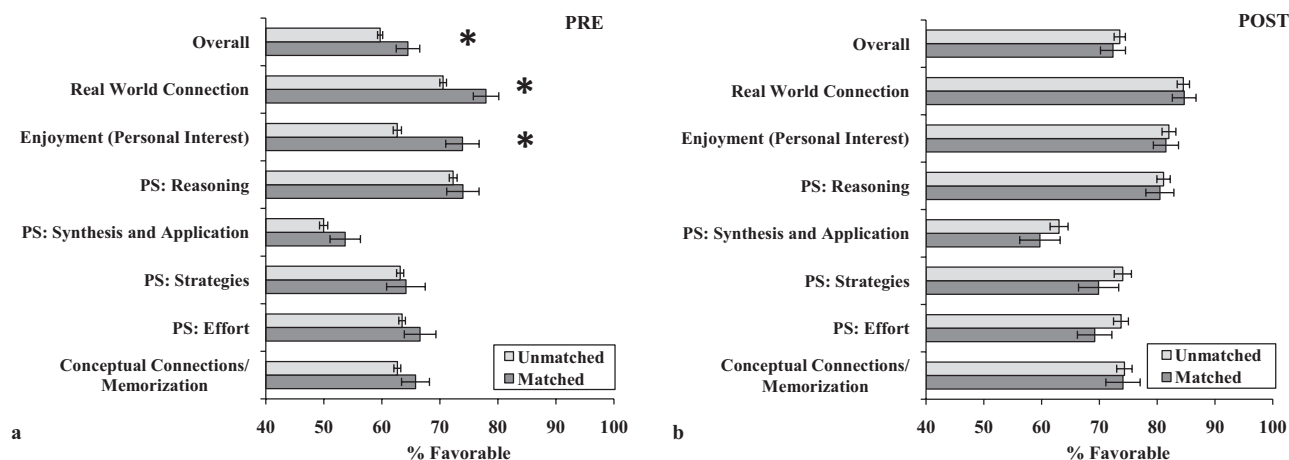 PRE
Overall
*
Real World Connection
*
Enjoyment (Personal Interest)
*
PS: Reasoning
PS: Synthesis and Application
PS: Strategies
PS: Effort
Conceptual Connections/
Memorization
Unmatched
Matched
40 50 60 70 80 90 100
% Favorable
a
POST
Overall
Real World Connection
Enjoyment (Personal Interest)
PS: Reasoning
PS: Synthesis and Application
PS: Strategies
PS: Effort
Conceptual Connections/
Memorization
Unmatched
Matched
40 50 60 70 80 90 100
% Favorable
b